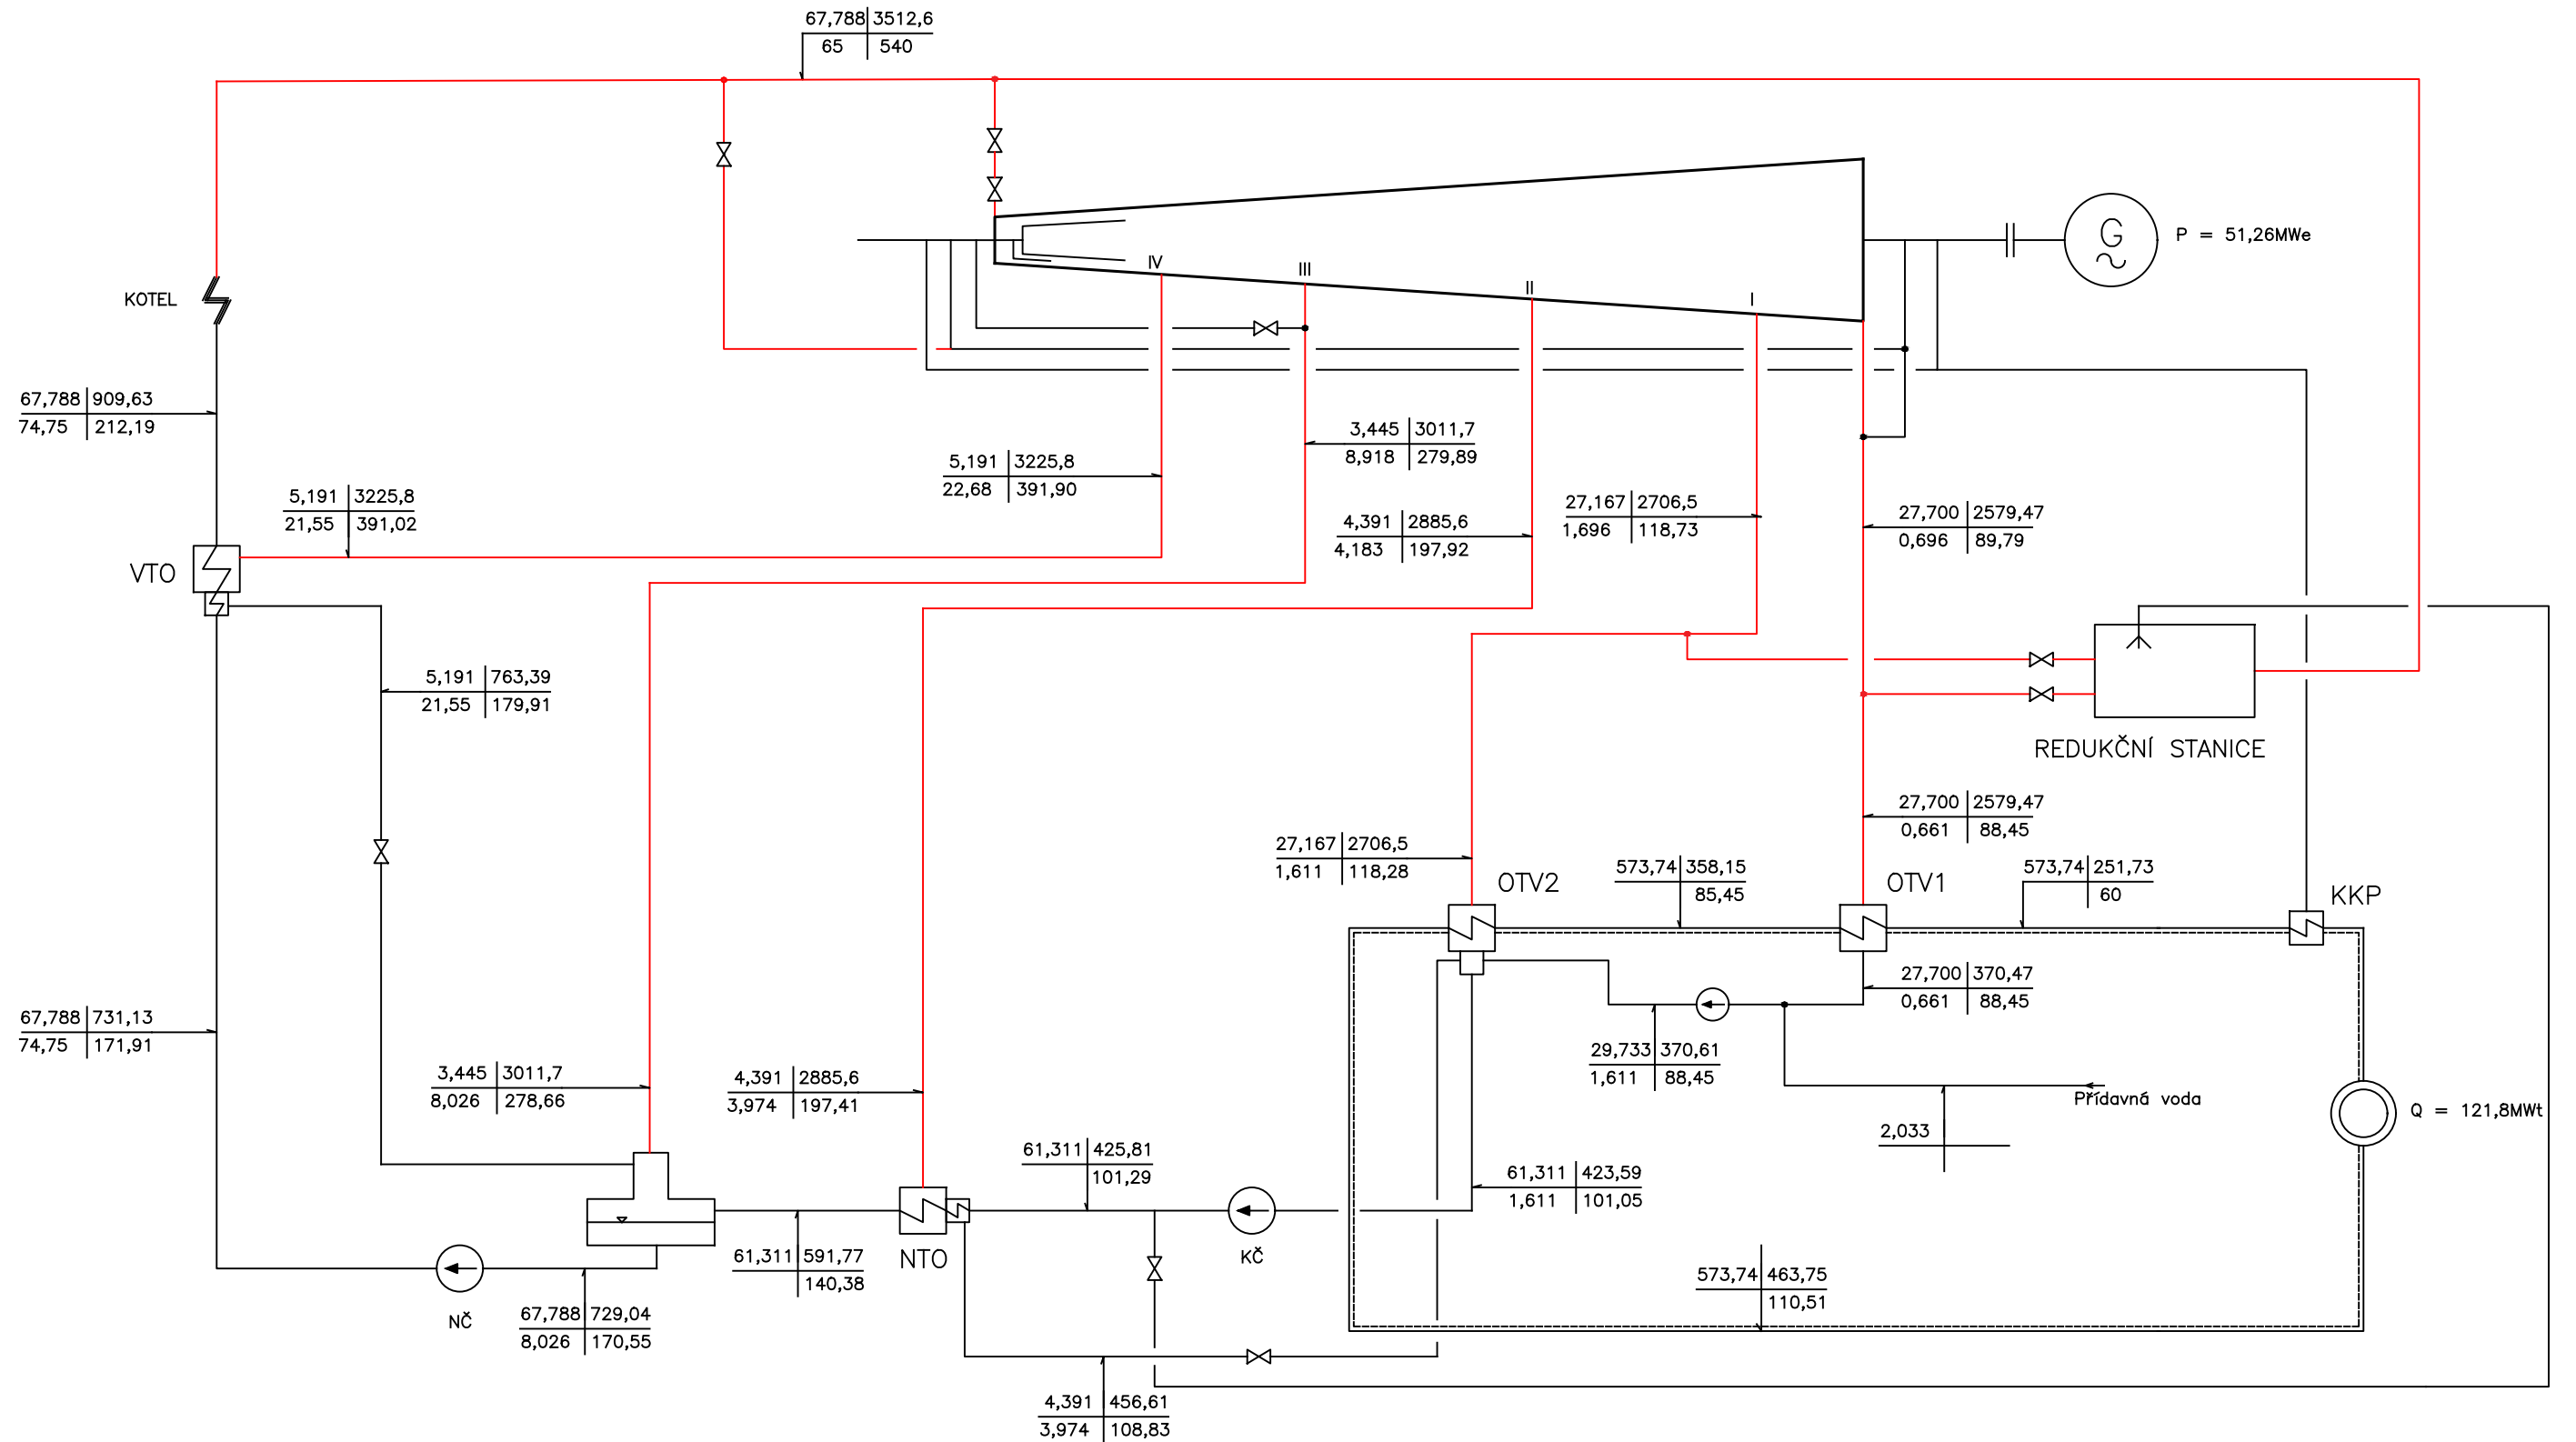 67,788 3512,6
65 540
P = 51,26MWe
G
IV
III
II
I
KOTEL
67,788 909,63
74,75 212,19
3,445 3011,7
8,918 279,89
5,191 3225,8
22,68 391,90
5,191 3225,8
21,55 391,02
4,391 2885,6
4,183 197,92
27,167 2706,5
1,696 118,73
27,700 2579,47
0,696 89,79
VTO
5,191 763,39
21,55 179,91
REDUKČNÍ STANICE
27,700 2579,47
0,661 88,45
27,167 2706,5
1,611 118,28
OTV2
573,74 358,15
85,45
OTV1
573,74 251,73
60
KKP
27,700 370,47
0,661 88,45
67,788 731,13
74,75 171,91
29,733 370,61
1,611 88,45
3,445 3011,7
8,026 278,66
4,391 2885,6
3,974 197,41
Přídavná voda
Q = 121,8MWt
2,033
61,311 425,81
101,29
61,311 423,59
1,611 101,05
61,311 591,77
140,38
NTO
KČ
573,74 463,75
110,51
NČ
67,788 729,04
8,026 170,55
4,391 456,61
3,974 108,83